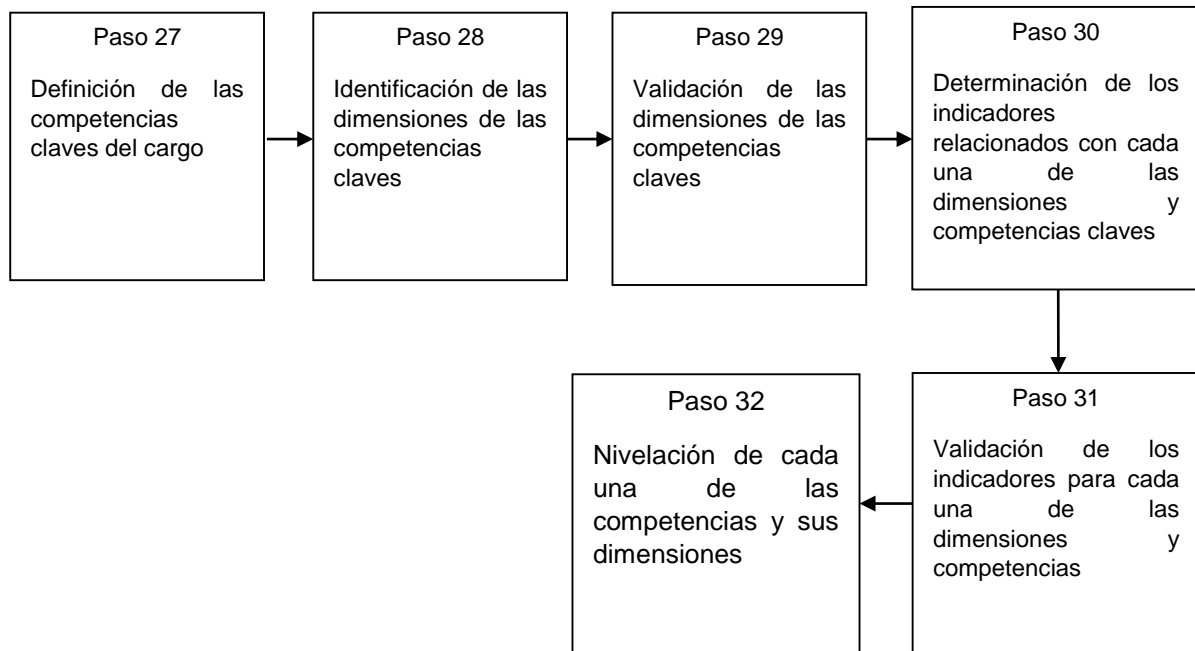 Paso 27
Definición de las
competencias
claves del cargo
Paso 28
Identificación de las
dimensiones de las
competencias
claves
Paso 29
Validación de las
dimensiones de las
competencias
claves
Paso 30
Determinación de los
indicadores
relacionados con cada
una de las
dimensiones y
competencias claves
Paso 31
Validación de los
indicadores para cada
una de las
dimensiones y
competencias
Paso 32
Nivelación de cada
una de las
competencias y sus
dimensiones